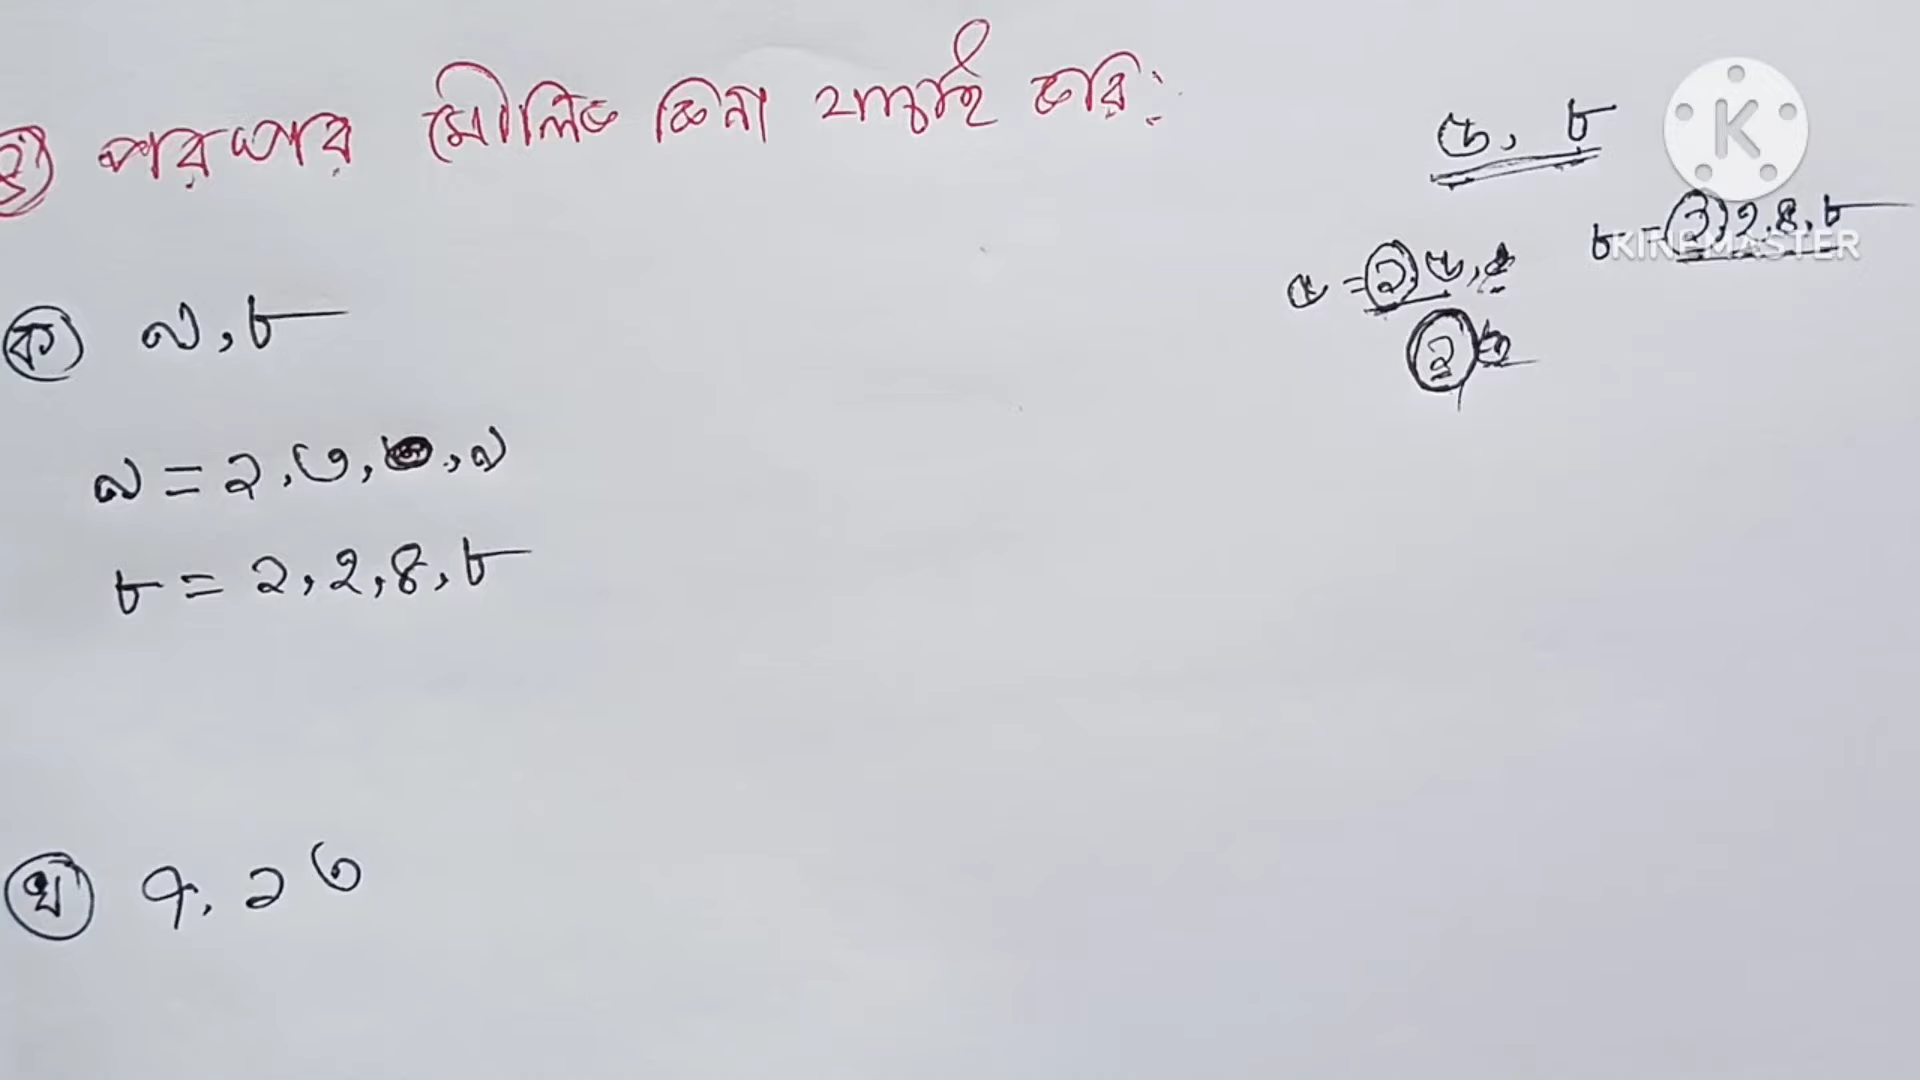 পরস্পর মৌলিক কিনা যাচাই করি:
৬, ৮
K
৮ = ১, ২, ৪, ৮
KINEMASTER
ক ৯, ৮
৯ = ১, ৩, ৯
৮ = ১, ২, ৪, ৮
খ ৭, ১৩